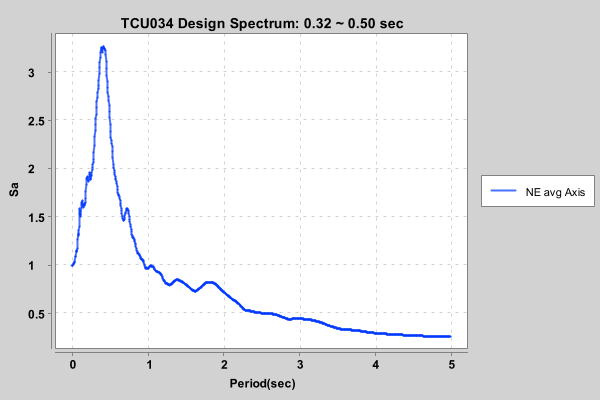 TCU034 Design Spectrum: 0.32 ~ 0.50 sec
3
2.5
2
1.5
1
0.5
Sa
0 1 2 3 4 5
Period(sec)
NE avg Axis